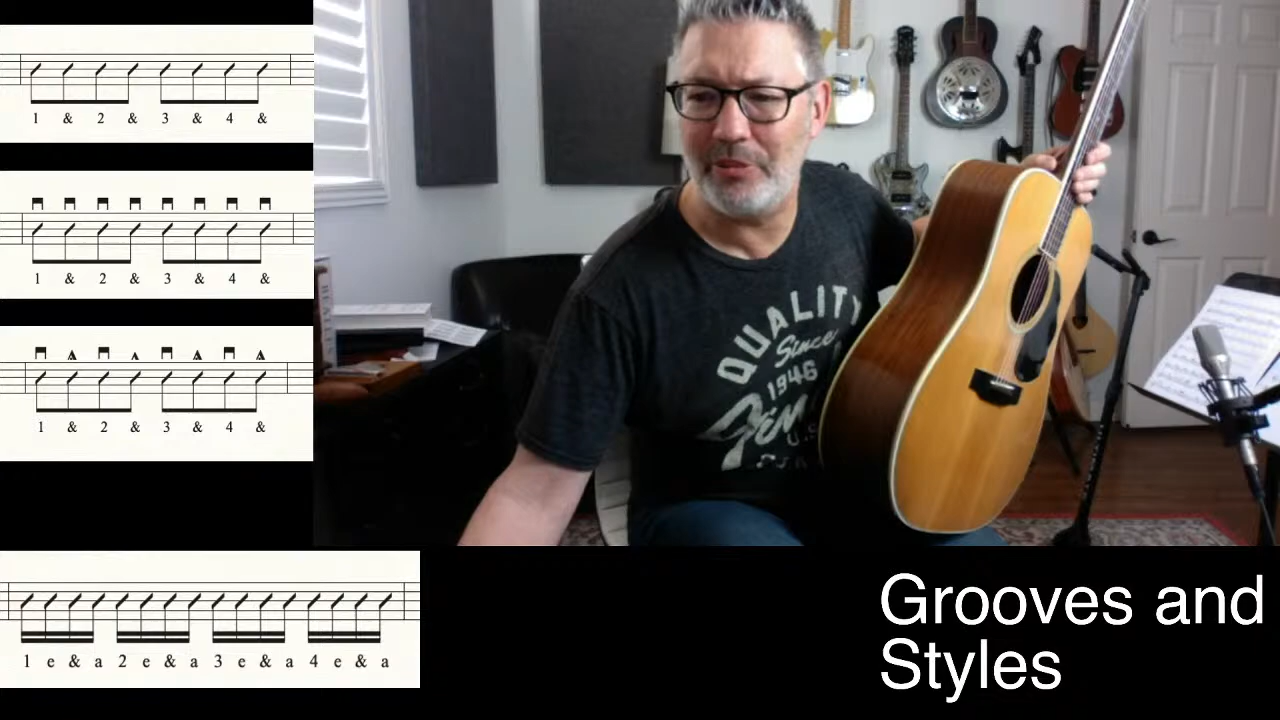 1 & 2 & 3 & 4 &
1 & 2 & 3 & 4 &
1 & 2 & 3 & 4 &
1 e & a 2 e & a 3 e & a 4 e & a
QUALITY
Since
1946
Grooves and
Styles